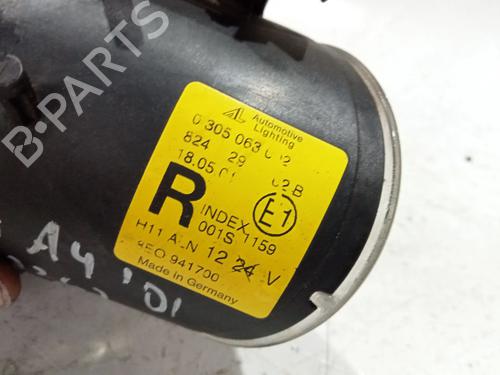 Automotive
Lighting
0 305 063
824 29 02 B
18.05
R
INDEX
E1
001S 1159
H11 12 24 V
941700
Made in Germany
A4 '01
B-PARTS